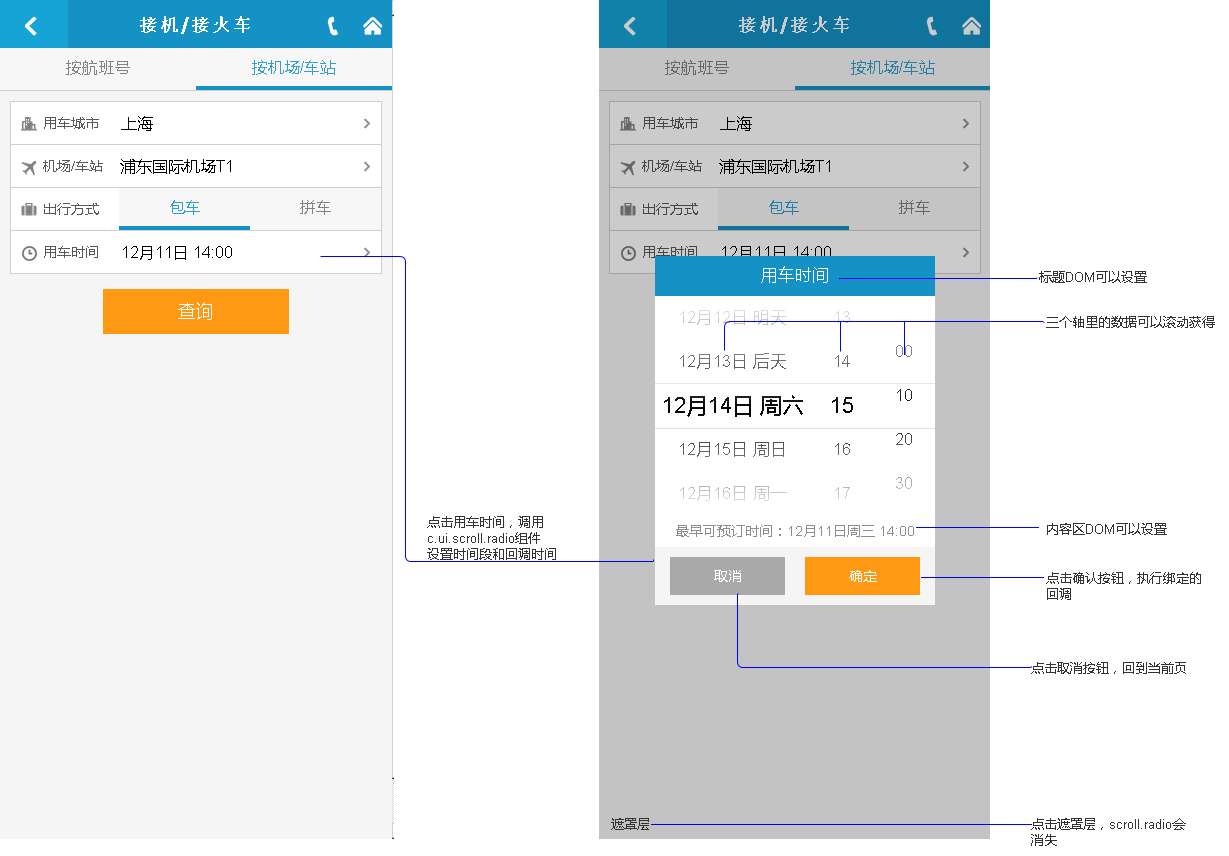 接机/接火车
按航班号 按机场/车站
用车城市 上海
机场/车站 浦东国际机场T1
出行方式 包车 拼车
用车时间 12月11日 14:00
查询
点击用车时间，调用
c.ui.scroll.radio组件
设置时间段和回调时间
接机/接火车
按航班号 按机场/车站
用车城市 上海
机场/车站 浦东国际机场T1
出行方式 包车 拼车
用车时间 12月11日 14:00
用车时间
12月12日 明天 13
12月13日 后天 14 00
12月14日 周六 15 10
12月15日 周日 16 20
12月16日 周一 17 30
最早可预订时间：12月11日周三 14:00
取消 确定
遮罩层
标题DOM可以设置
三个轴里的数据可以滚动获得
内容区DOM可以设置
点击确认按钮，执行绑定的
回调
点击取消按钮，回到当前页
点击遮罩层，scroll.radio会
消失